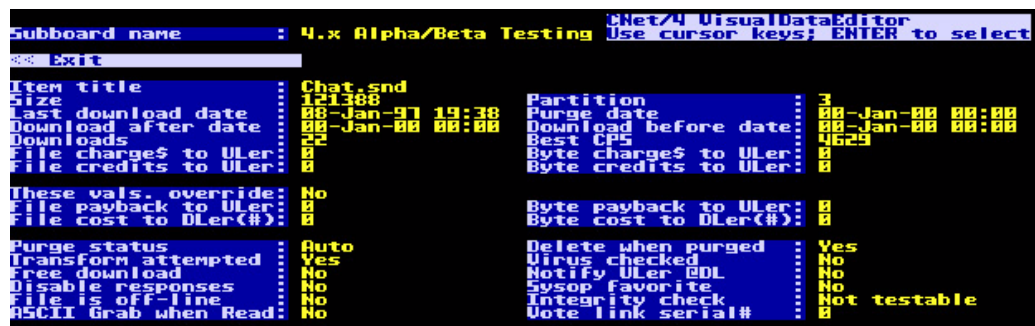 CNet/4 VisualDataEditor
Subboard name : 4.x Alpha/Beta Testing Use cursor keys; ENTER to select
<< Exit
Item title : Chat.snd
Size : 121388 Partition : 3
Last download date : 08-Jan-97 19:38 Purge date : 00-Jan-00 00:00
Download after date : 00-Jan-00 00:00 Download before date: 00-Jan-00 00:00
Downloads : 22 Best CPS : 4629
File charge$ to ULer: 0 Byte charge$ to ULer: 0
File credits to ULer: 0 Byte credits to ULer: 0
These vals. override: No
File payback to ULer: 0 Byte payback to ULer: 0
File cost to DLer(#): 0 Byte cost to DLer(#): 0
Purge status : Auto Delete when purged : Yes
Transform attempted : Yes Virus checked : No
Free download : No Notify ULer @DL : No
Disable responses : No Sysop favorite : No
File is off-line : No Integrity check : Not testable
ASCII Grab when Read: No Vote link serial# : 0